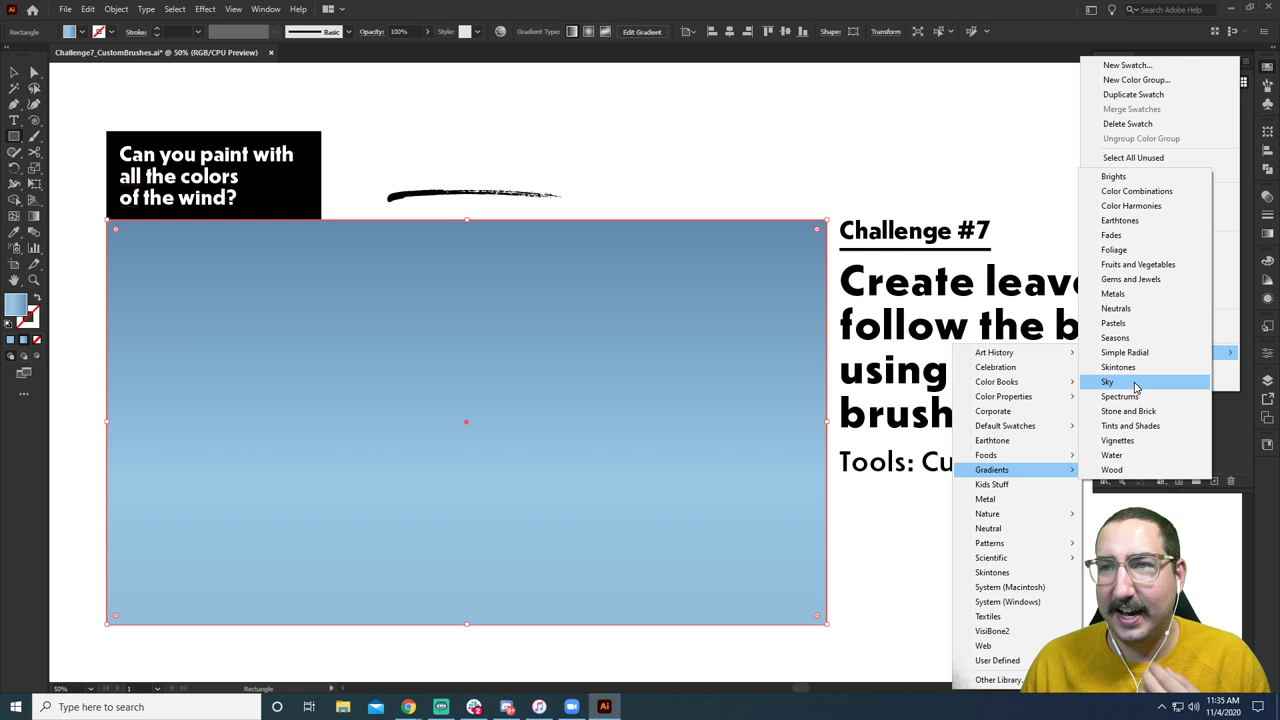 File Edit Object Type Select Effect View Window Help
Search Adobe Help
Rectangle Stroke: Basic Opacity: 100% Style: Gradient Type: Edit Gradient Shape: Transform
Challenge7_CustomBrushes.ai* @ 50% (RGB/CPU Preview)
Can you paint with
all the colors
of the wind?
Challenge #7
Create leave
follow the b
using
brush
Tools: Cu
New Swatch...
New Color Group...
Duplicate Swatch
Merge Swatches
Delete Swatch
Ungroup Color Group
Select All Unused
Brights
Color Combinations
Color Harmonies
Earthtones
Fades
Foliage
Fruits and Vegetables
Gems and Jewels
Metals
Neutrals
Pastels
Seasons
Simple Radial
Skintones
Sky
Spectrums
Stone and Brick
Tints and Shades
Vignettes
Water
Wood
Art History
Celebration
Color Books
Color Properties
Corporate
Default Swatches
Earthtone
Foods
Gradients
Kids Stuff
Metal
Nature
Neutral
Patterns
Scientific
Skintones
System (Macintosh)
System (Windows)
Textiles
VisiBone2
Web
User Defined
Other Library...
50% 1 Rectangle
Type here to search
11:35 AM
11/4/2020